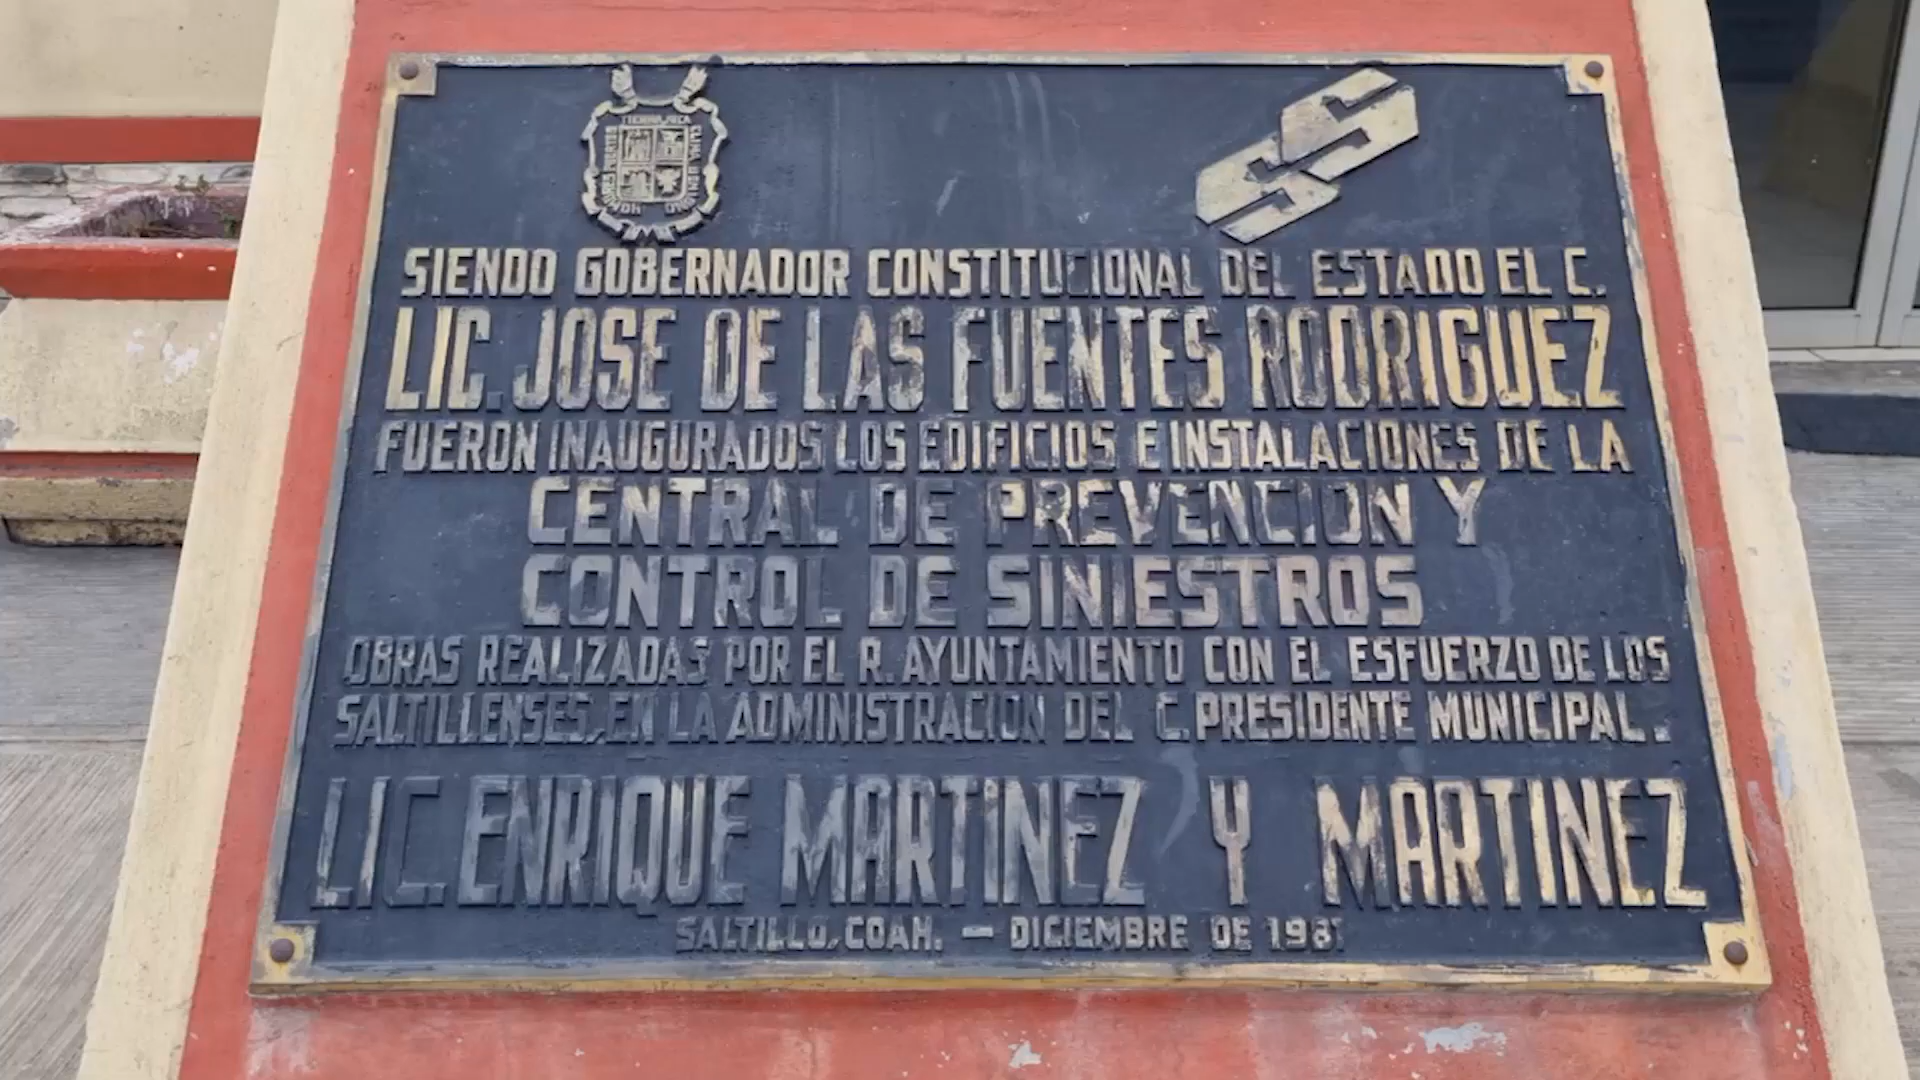 SIENDO GOBERNADOR CONSTITUCIONAL DEL ESTADO EL C.
LIC. JOSE DE LAS FUENTES RODRIGUEZ
FUERON INAUGURADOS LOS EDIFICIOS E INSTALACIONES DE LA
CENTRAL DE PREVENCION Y
CONTROL DE SINIESTROS
OBRAS REALIZADAS POR EL R. AYUNTAMIENTO CON EL ESFUERZO DE LOS
SALTILLENSES, EN LA ADMINISTRACION DEL C. PRESIDENTE MUNICIPAL.
LIC. ENRIQUE MARTINEZ Y MARTINEZ
SALTILLO, COAH. - DICIEMBRE DE 1981